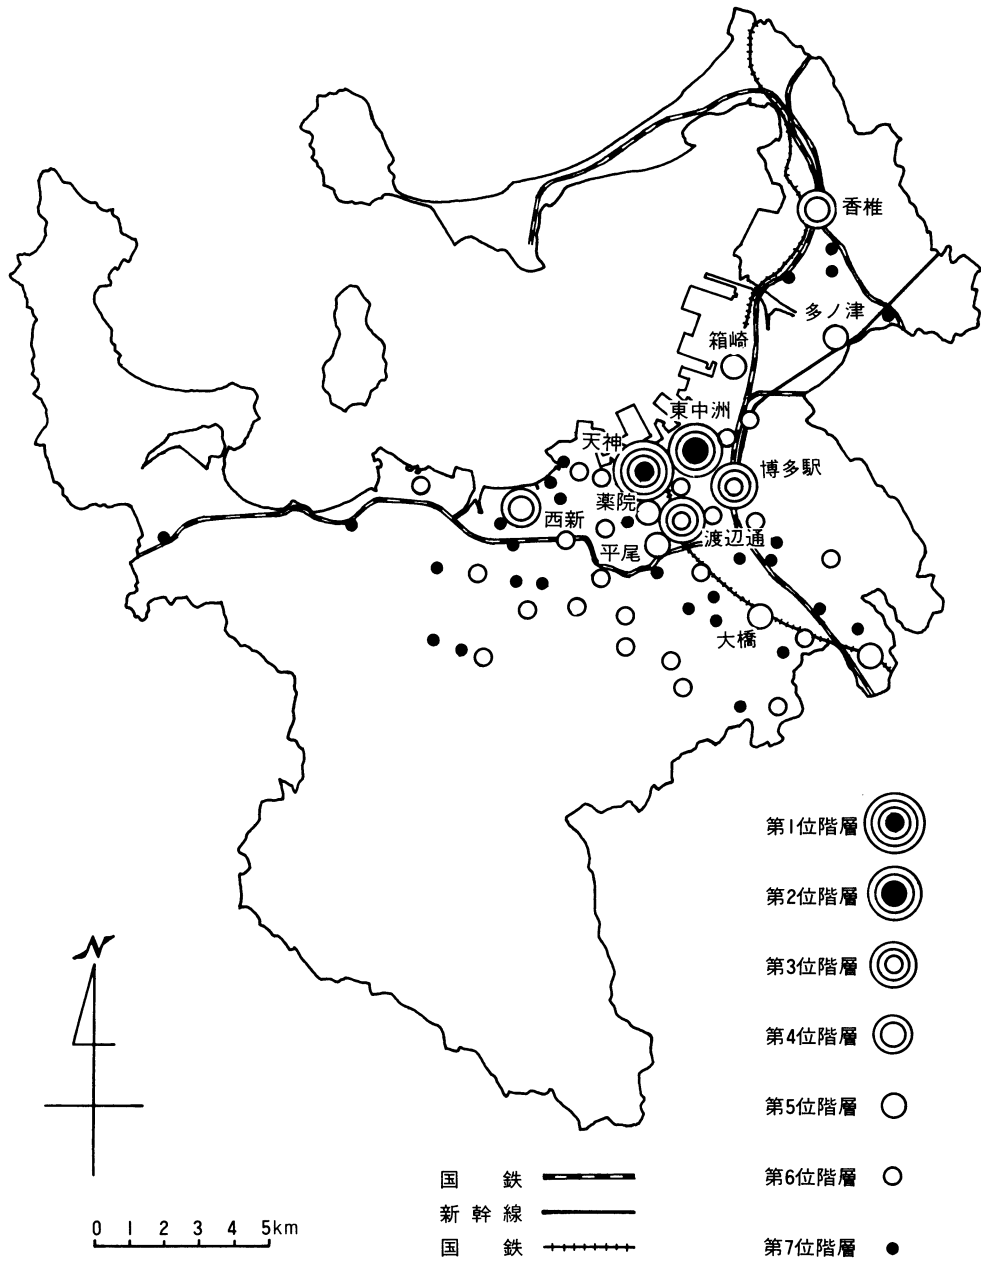 香椎
多ノ津
箱崎
東中洲
天神
博多駅
薬院
西新
渡辺通
平尾
大橋
第1位階層
第2位階層
第3位階層
第4位階層
第5位階層
第6位階層
第7位階層
N
国鉄
新幹線
国鉄
0 1 2 3 4 5km